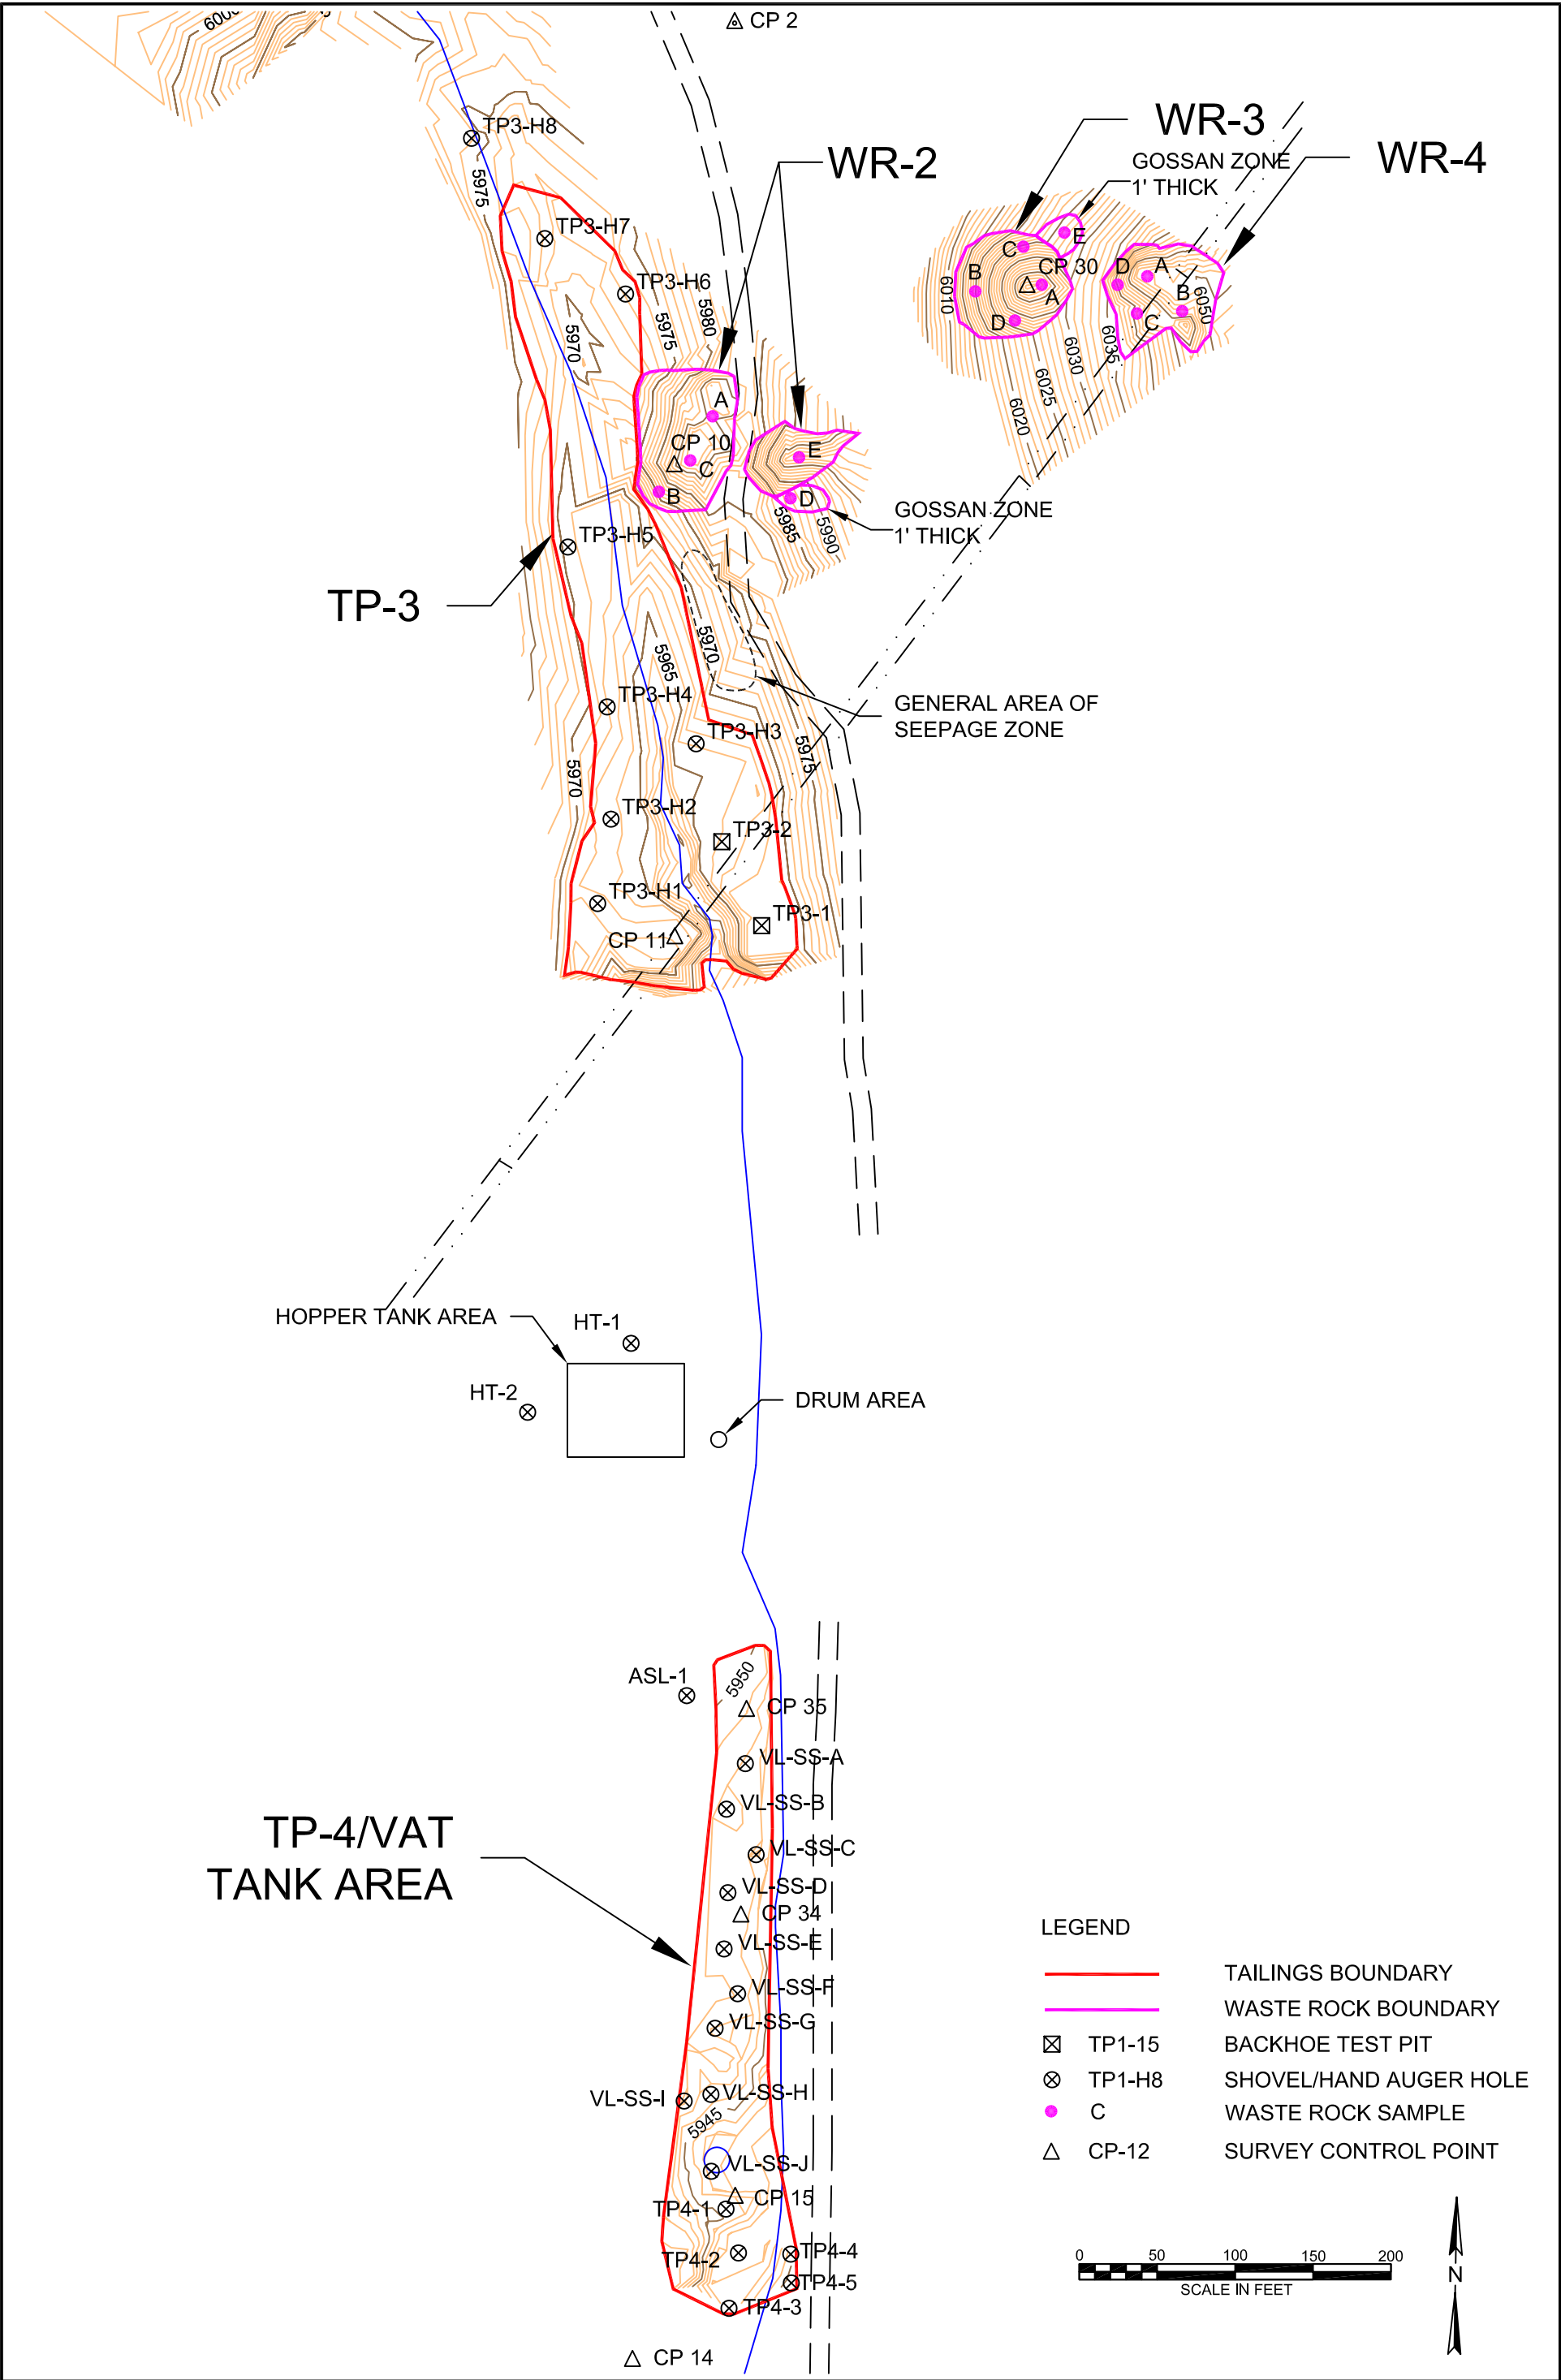 6000
CP 2
TP3-H8
WR-3
WR-2
GOSSAN ZONE
1' THICK
WR-4
5975
TP3-H7
TP3-H6
5980
5975
5970
C
E
CP 30
B
A
D
6010
D
A
B
C
6050
6035
6030
6025
6020
A
CP 10
C
B
E
D
5985
5990
GOSSAN ZONE
1' THICK
TP3-H5
TP-3
5970
5965
TP3-H4
GENERAL AREA OF
SEEPAGE ZONE
TP3-H3
5975
5970
TP3-H2
TP3-2
TP3-H1
TP3-1
CP 11
HOPPER TANK AREA
HT-1
HT-2
DRUM AREA
ASL-1
5950
CP 35
VL-SS-A
VL-SS-B
TP-4/VAT
TANK AREA
VL-SS-C
VL-SS-D
CP 34
VL-SS-E
VL-SS-F
VL-SS-G
VL-SS-I
VL-SS-H
5945
VL-SS-J
CP 15
TP4-1
TP4-2
TP4-4
TP4-5
TP4-3
CP 14
LEGEND
TAILINGS BOUNDARY
WASTE ROCK BOUNDARY
TP1-15 BACKHOE TEST PIT
TP1-H8 SHOVEL/HAND AUGER HOLE
C WASTE ROCK SAMPLE
CP-12 SURVEY CONTROL POINT
0 50 100 150 200
SCALE IN FEET
N